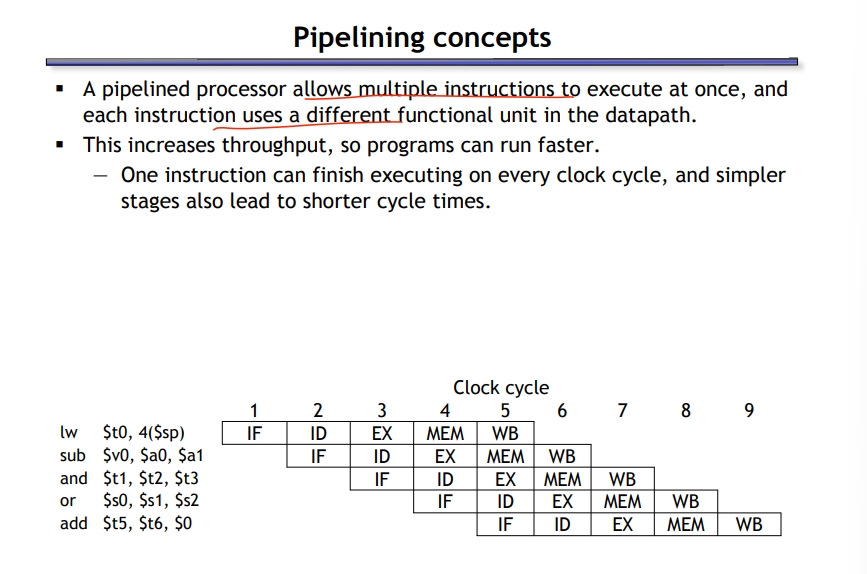 Pipelining concepts
▪ A pipelined processor allows multiple instructions to execute at once, and
each instruction uses a different functional unit in the datapath.
▪ This increases throughput, so programs can run faster.
— One instruction can finish executing on every clock cycle, and simpler
stages also lead to shorter cycle times.
Clock cycle
1 2 3 4 5 6 7 8 9
lw $t0, 4($sp) IF ID EX MEM WB
sub $v0, $a0, $a1 IF ID EX MEM WB
and $t1, $t2, $t3 IF ID EX MEM WB
or $s0, $s1, $s2 IF ID EX MEM WB
add $t5, $t6, $0 IF ID EX MEM WB